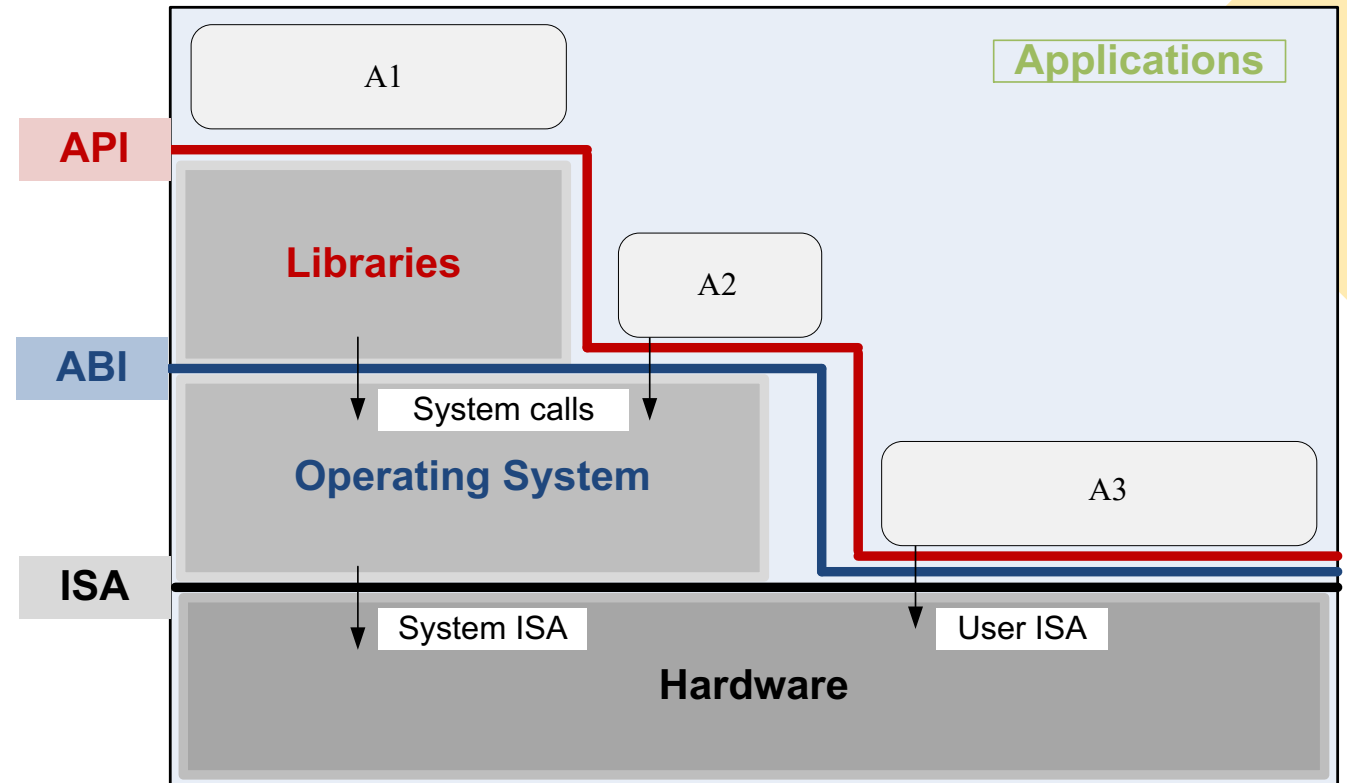 A1
Applications
API
Libraries
A2
ABI
System calls
Operating System
A3
ISA
System ISA
User ISA
Hardware